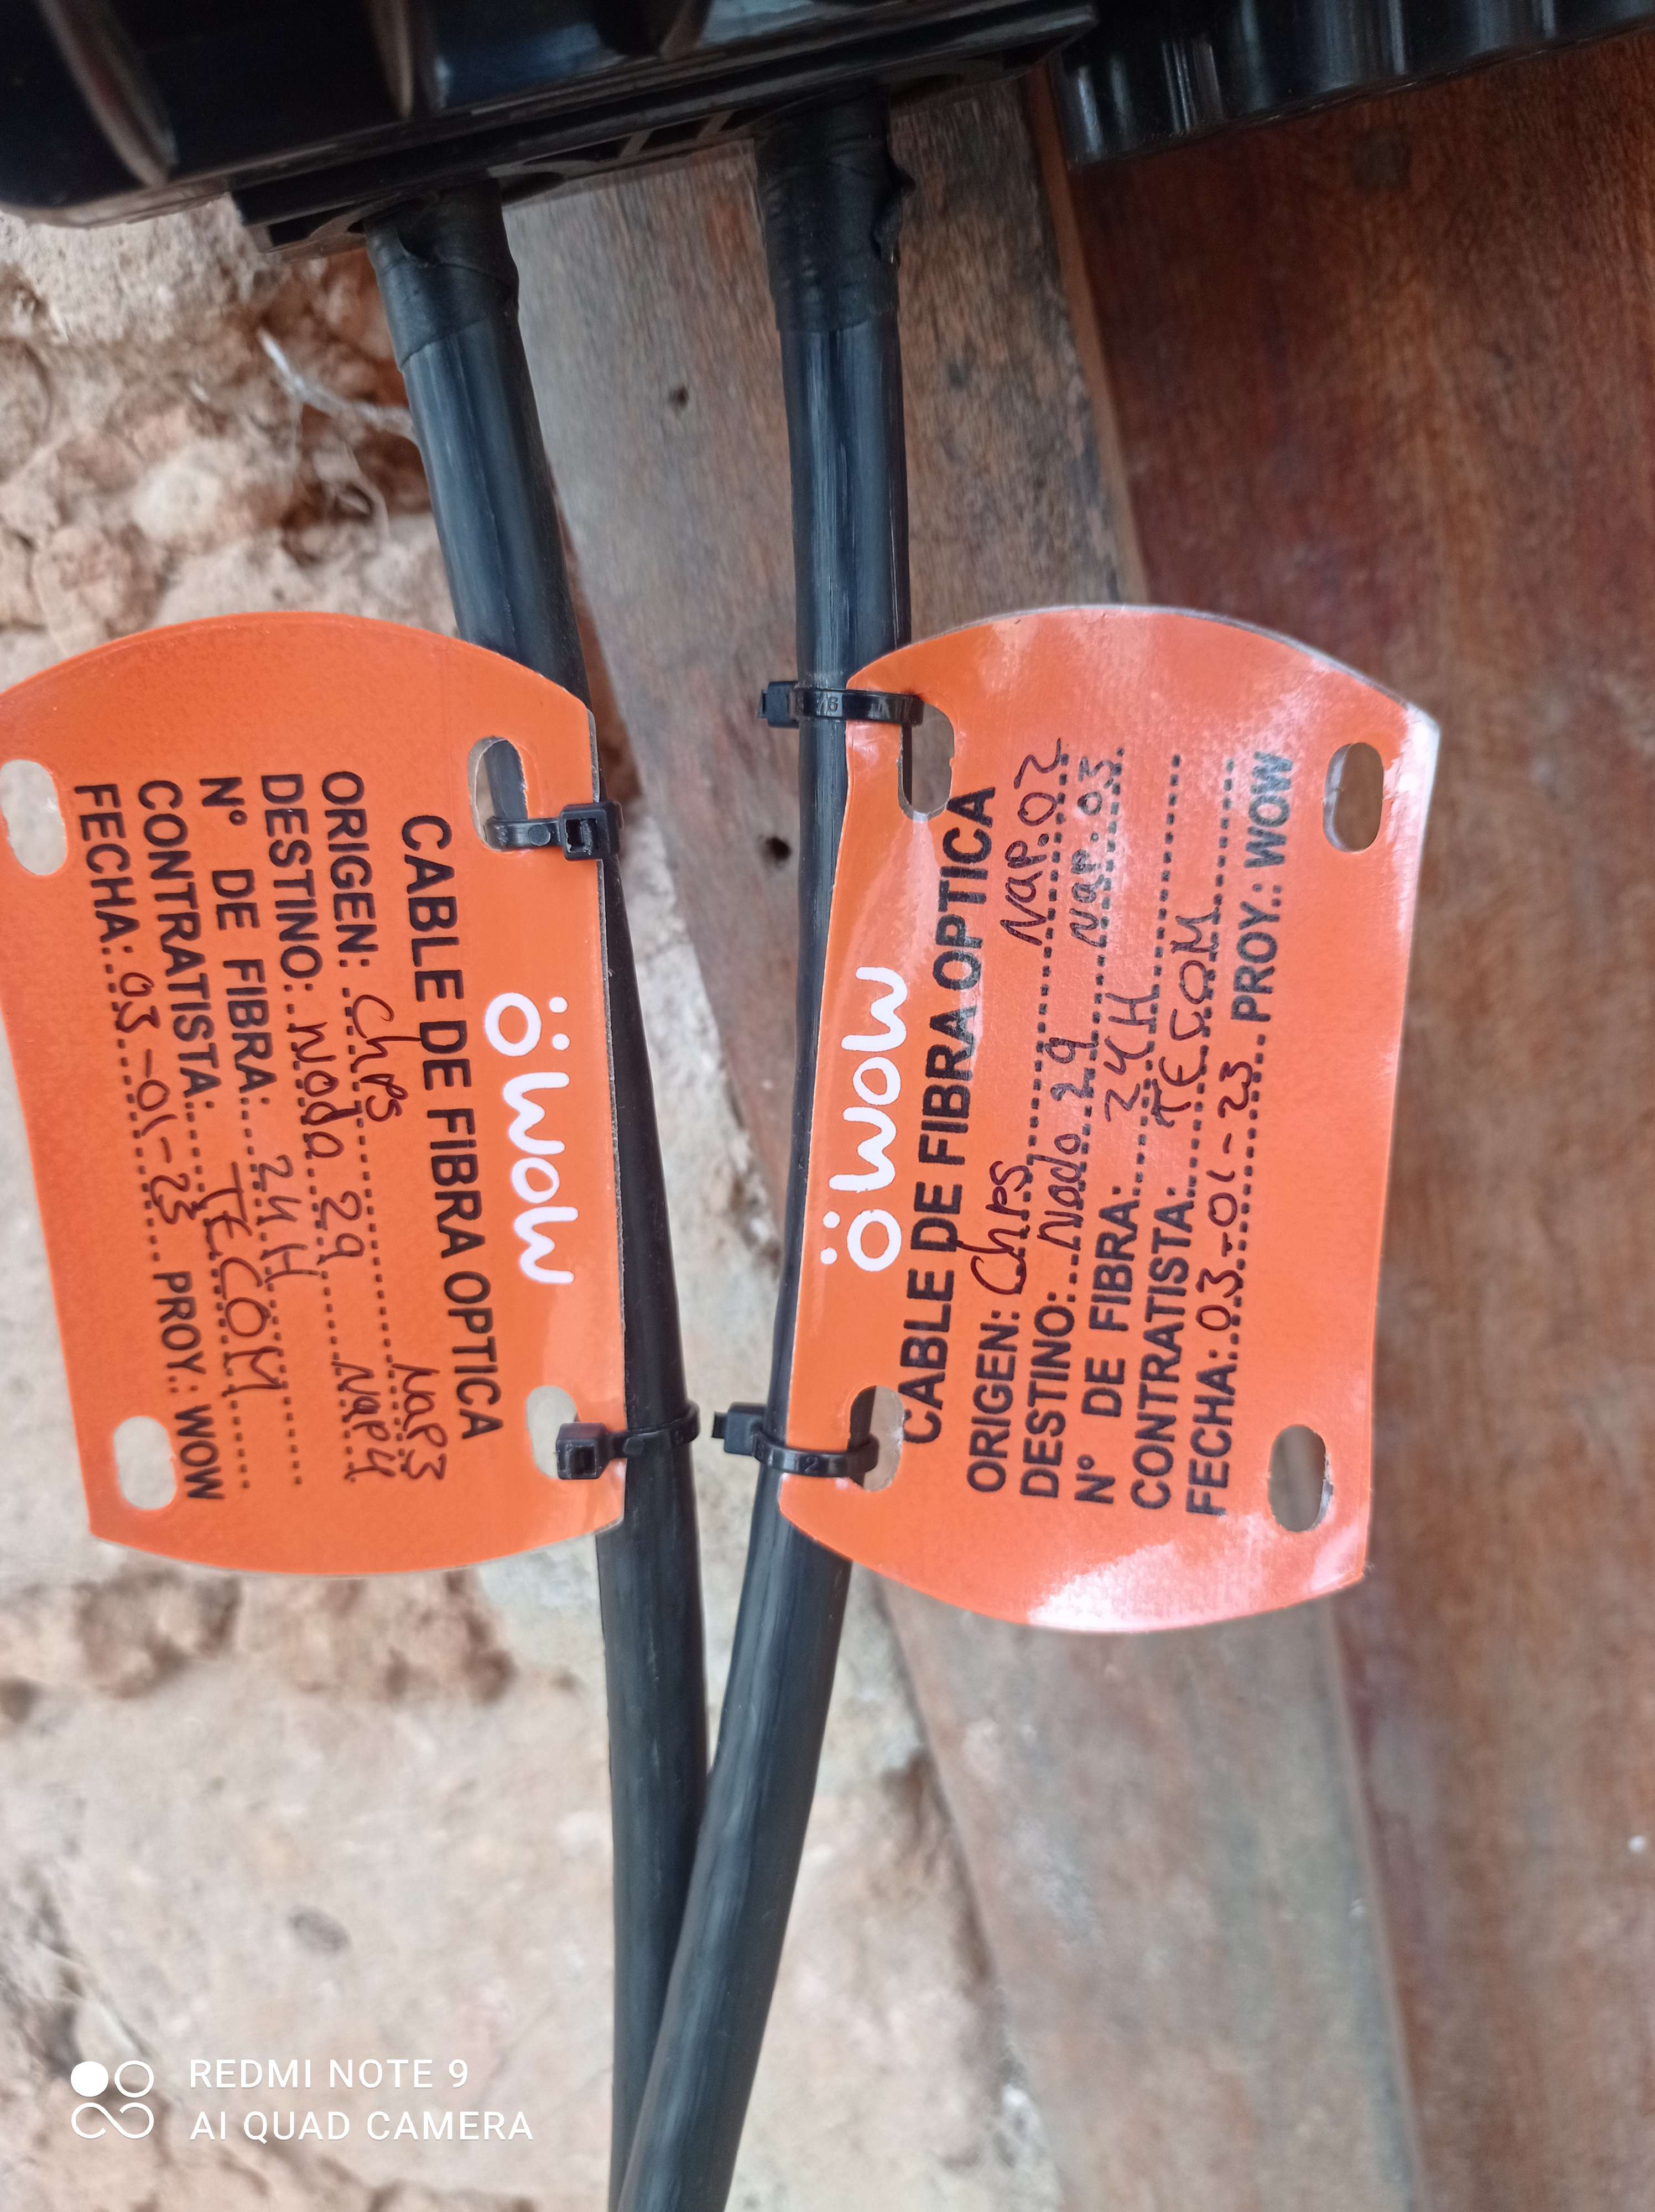 wow
CABLE DE FIBRA OPTICA
ORIGEN: Chps Nap3
DESTINO: Nodo 29 Nap4
N° DE FIBRA: 24H
CONTRATISTA: TECOM
FECHA: 03-01-23 PROY.: WOW
wow
CABLE DE FIBRA OPTICA
ORIGEN: Chps Nap.02
DESTINO: Nodo 29 Nap.03
N° DE FIBRA: 24H
CONTRATISTA: TECOM
FECHA: 03-01-23 PROY.: WOW
REDMI NOTE 9
AI QUAD CAMERA